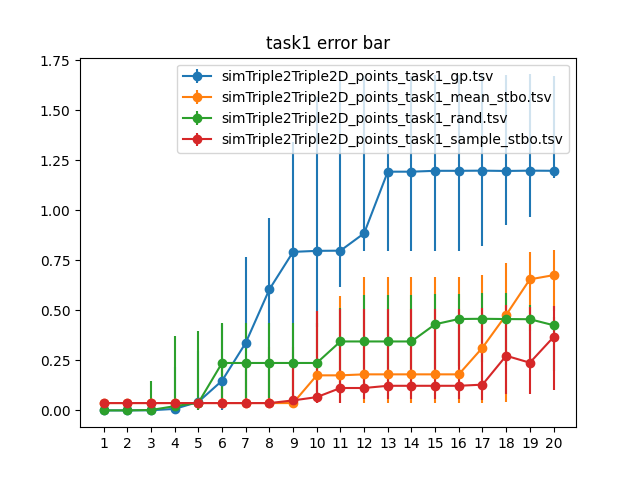 task1 error bar
1.75
1.50
1.25
1.00
0.75
0.50
0.25
0.00
simTriple2Triple2D_points_task1_gp.tsv
simTriple2Triple2D_points_task1_mean_stbo.tsv
simTriple2Triple2D_points_task1_rand.tsv
simTriple2Triple2D_points_task1_sample_stbo.tsv
1 2 3 4 5 6 7 8 9 10 11 12 13 14 15 16 17 18 19 20